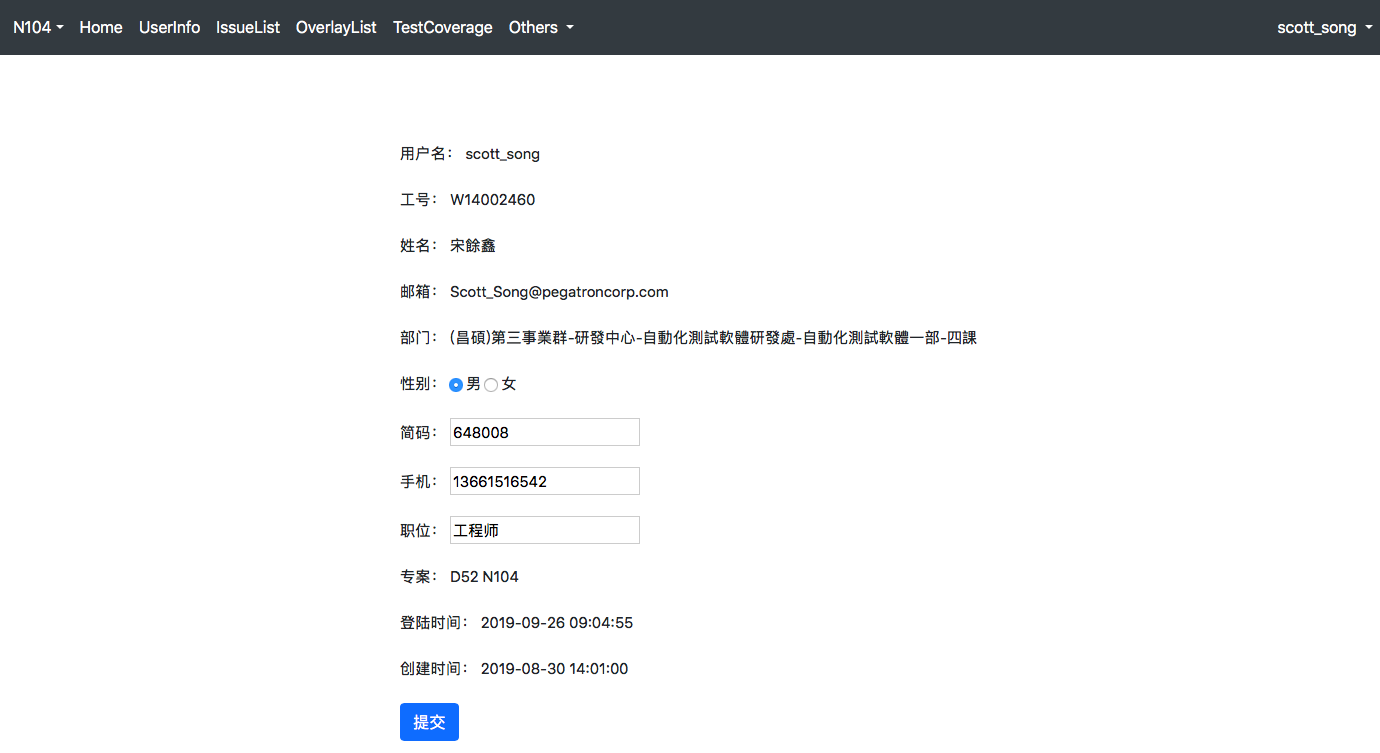 N104 Home UserInfo IssueList OverlayList TestCoverage Others scott_song
用户名： scott_song
工号： W14002460
姓名： 宋餘鑫
邮箱： Scott_Song@pegatroncorp.com
部门： (昌碩)第三事業群-研發中心-自動化測試軟體研發處-自動化測試軟體一部-四課
性别： 男 女
简码： 648008
手机： 13661516542
职位： 工程师
专案： D52 N104
登陆时间： 2019-09-26 09:04:55
创建时间： 2019-08-30 14:01:00
提交